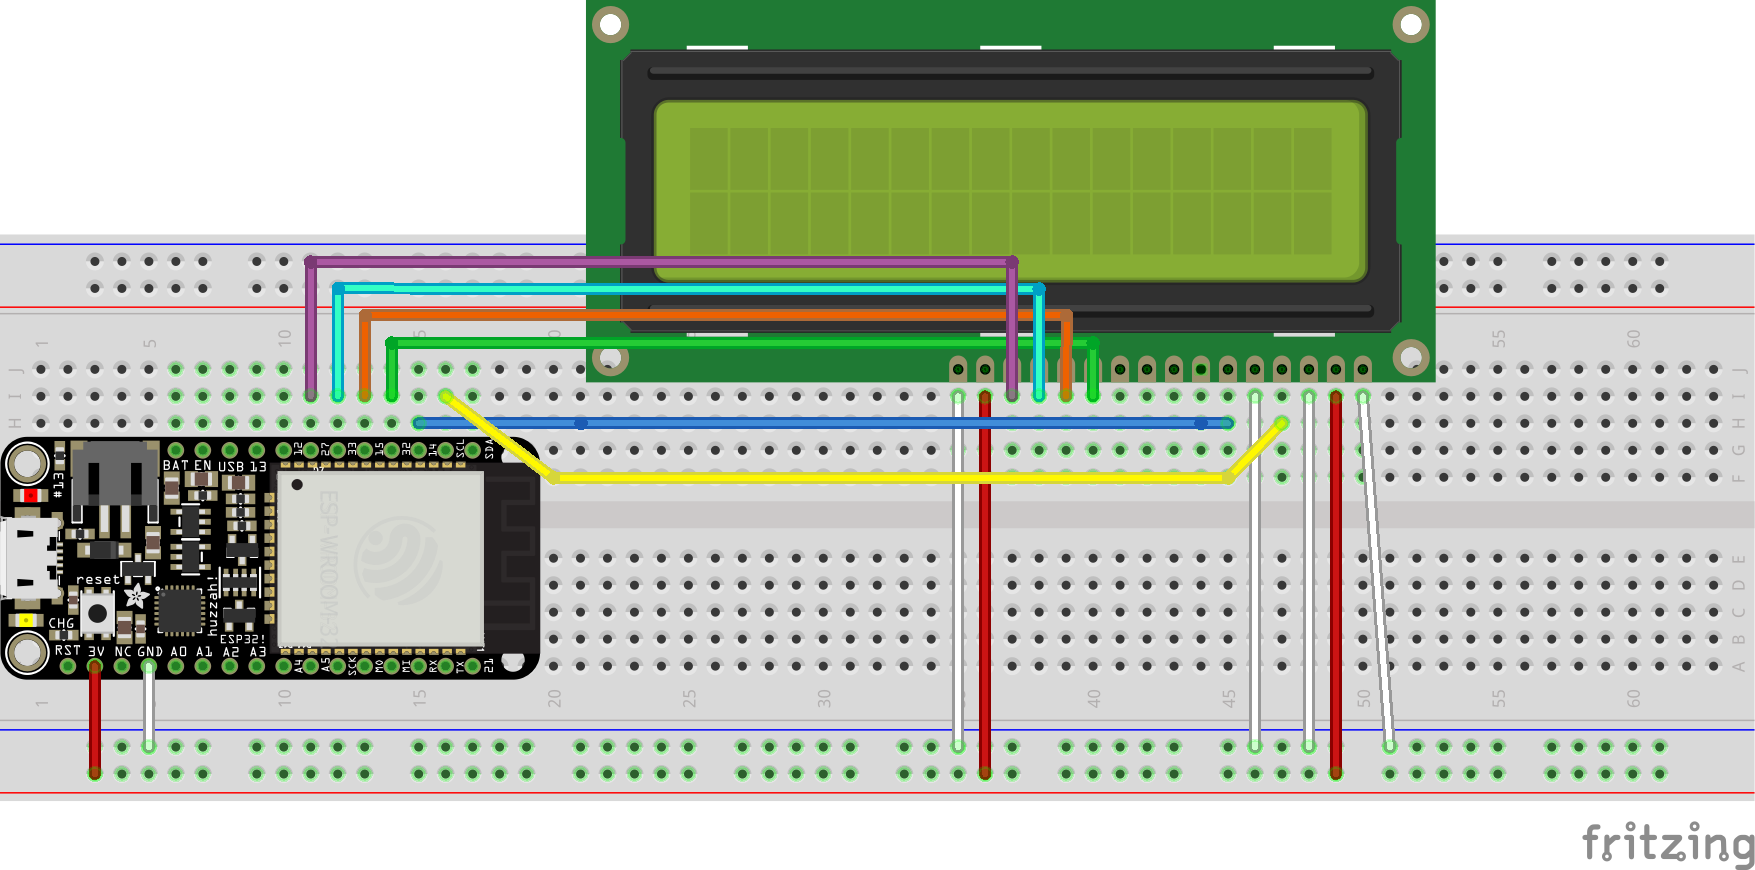 1 5 10 15 0 55 60
J J
I I
H H
G
F
12 27 33 15 32 14 SCL SDA
BAT EN USB 13
#13
ESP-WROOM-32
E
D
C
B
A
reset
huzzah!
CHG
ESP32!
RST 3V NC GND A0 A1 A2 A3 A4 A5 SCK MO MI RX TX 21
1 10 15 20 25 30 40 45 50 55 60
fritzing